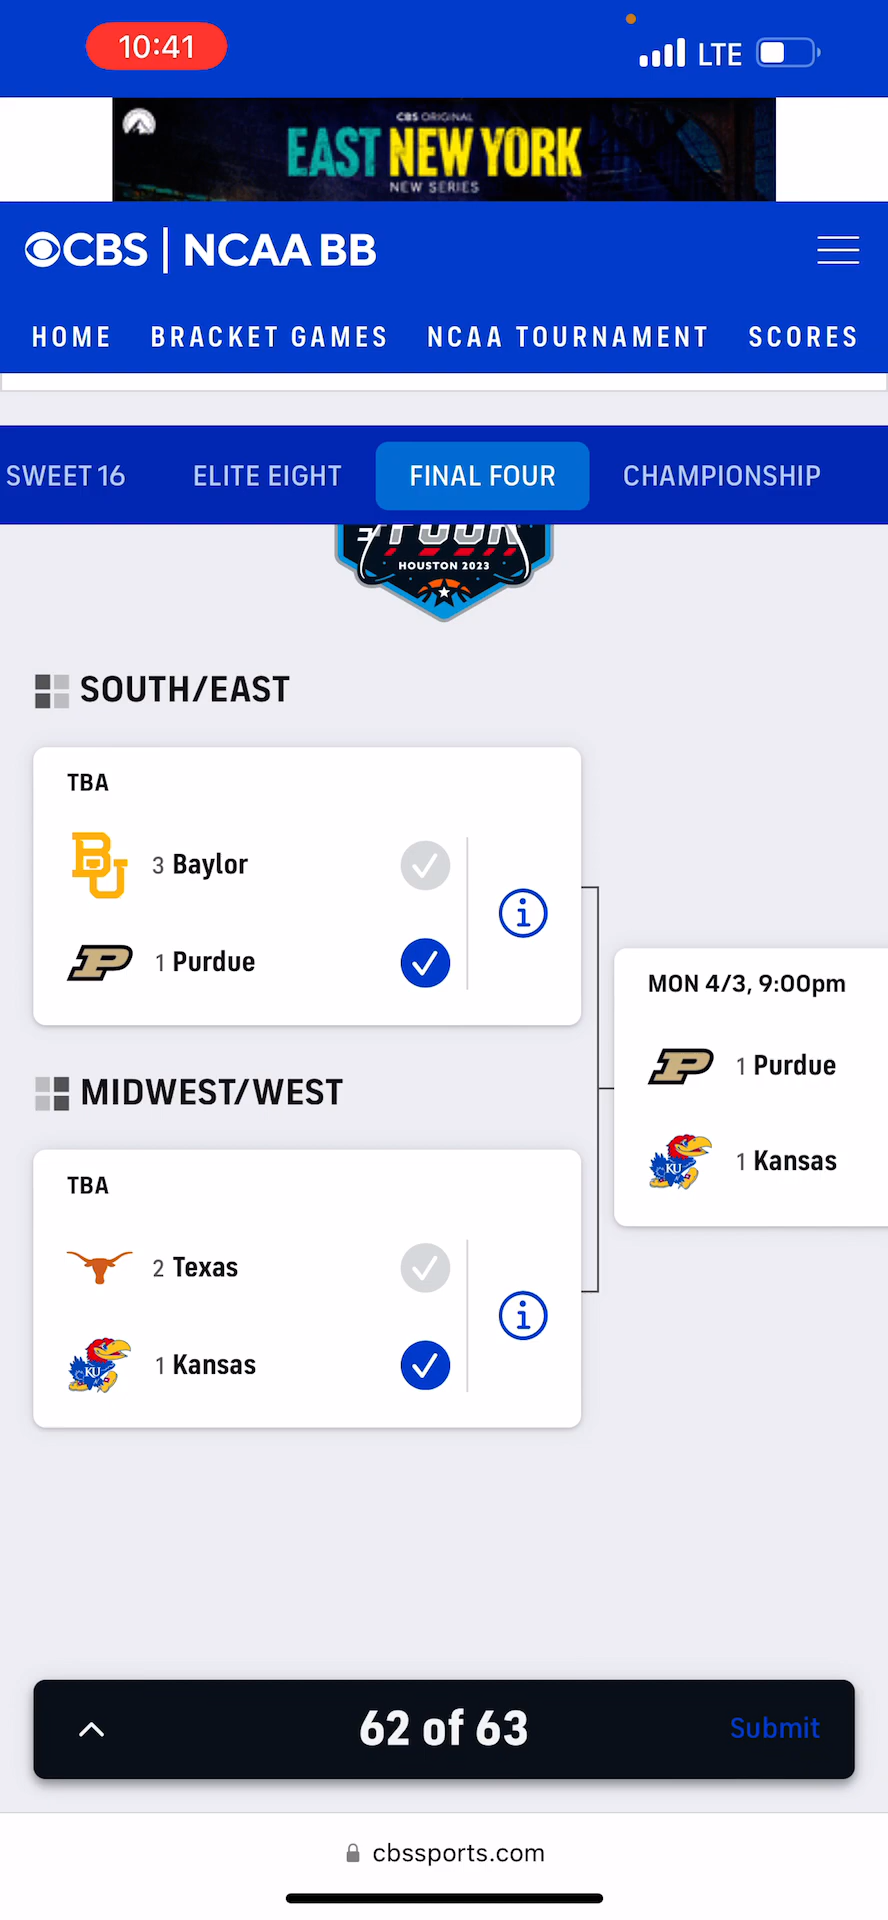 10:41
LTE
CBS ORIGINAL
EAST NEW YORK
NEW SERIES
CBS | NCAA BB
HOME BRACKET GAMES NCAA TOURNAMENT SCORES
SWEET 16 ELITE EIGHT FINAL FOUR CHAMPIONSHIP
FOUR
HOUSTON 2023
SOUTH/EAST
TBA
3 Baylor
1 Purdue
MON 4/3, 9:00pm
1 Purdue
1 Kansas
MIDWEST/WEST
TBA
2 Texas
1 Kansas
62 of 63
Submit
cbssports.com